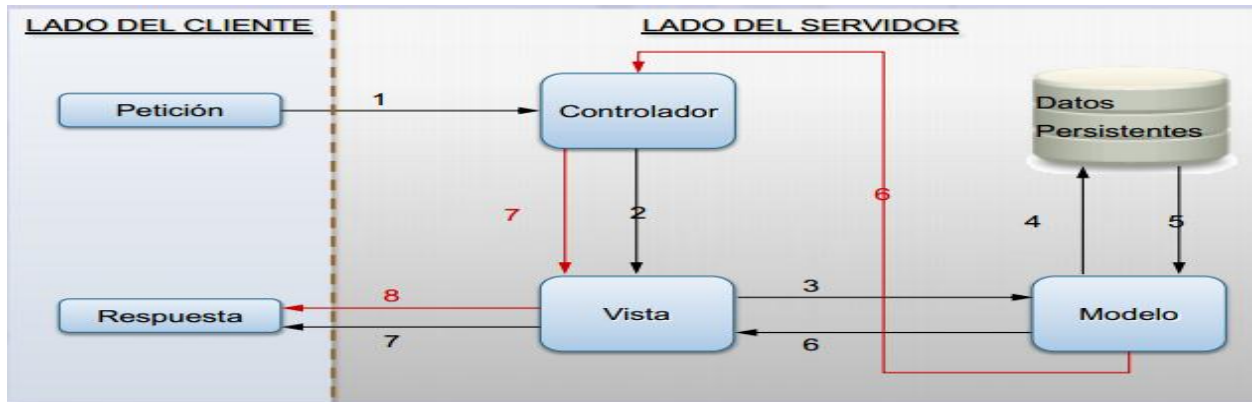 LADO DEL CLIENTE
LADO DEL SERVIDOR
Petición
1
Controlador
Datos
Persistentes
7
2
6
4
5
Respuesta
8
7
Vista
3
6
Modelo